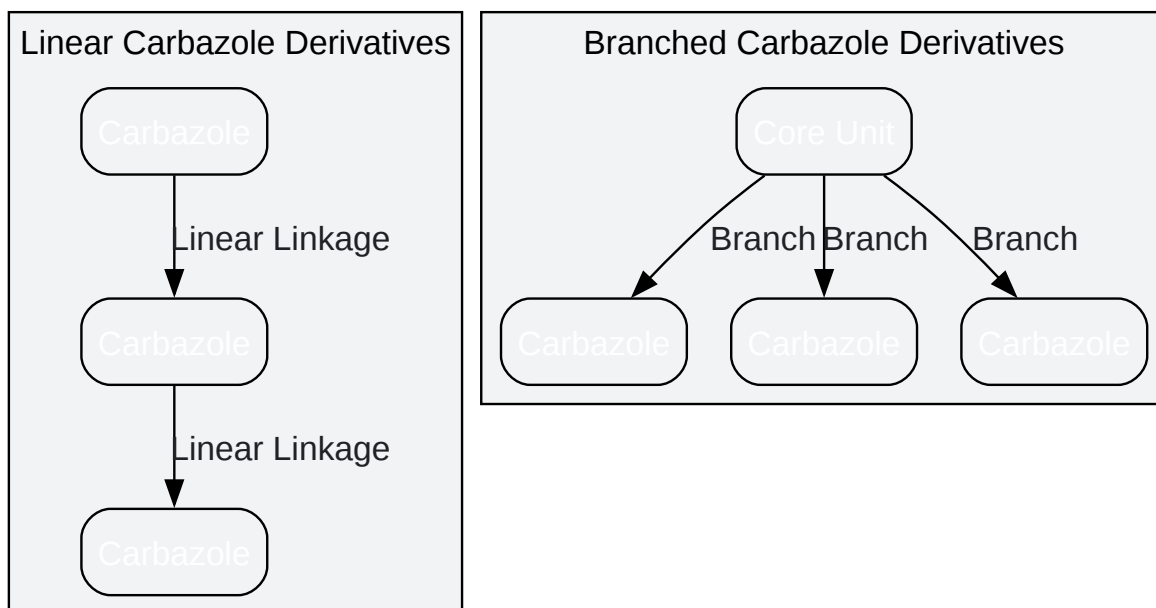 Linear Carbazole Derivatives
Carbazole
Linear Linkage
Carbazole
Linear Linkage
Carbazole
Branched Carbazole Derivatives
Core Unit
Branch Branch Branch
Carbazole Carbazole Carbazole